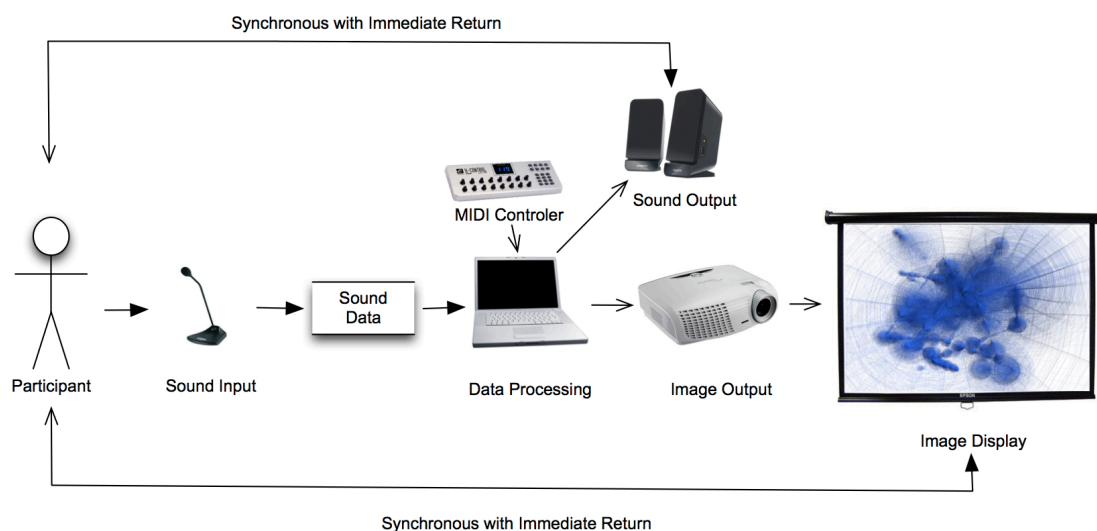 Synchronous with Immediate Return
MIDI Controler
Sound Output
Sound
Data
Participant
Sound Input
Data Processing
Image Output
EPSON
Image Display
Synchronous with Immediate Return